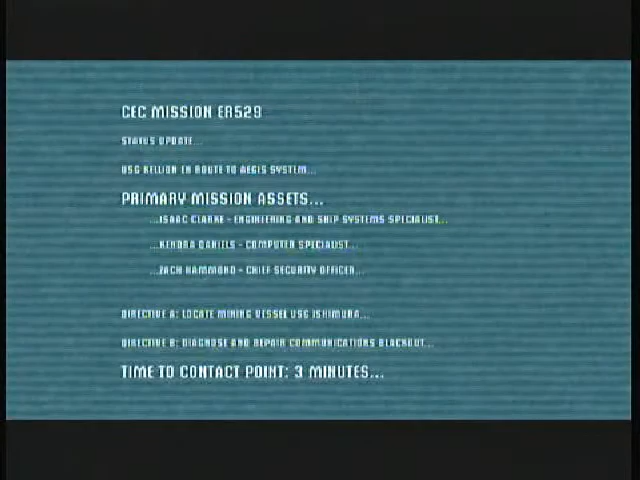 CEC MISSION ER529
STATUS UPDATE...
USG KELLION EN ROUTE TO AEGIS SYSTEM...
PRIMARY MISSION ASSETS...
...ISAAC CLARKE - ENGINEERING AND SHIP SYSTEMS SPECIALIST...
...KENDRA DANIELS - COMPUTER SPECIALIST...
...ZACH HAMMOND - CHIEF SECURITY OFFICER...
DIRECTIVE A: LOCATE MINING VESSEL USG ISHIMURA...
DIRECTIVE B: DIAGNOSE AND REPAIR COMMUNICATIONS BLACKOUT...
TIME TO CONTACT POINT: 3 MINUTES...